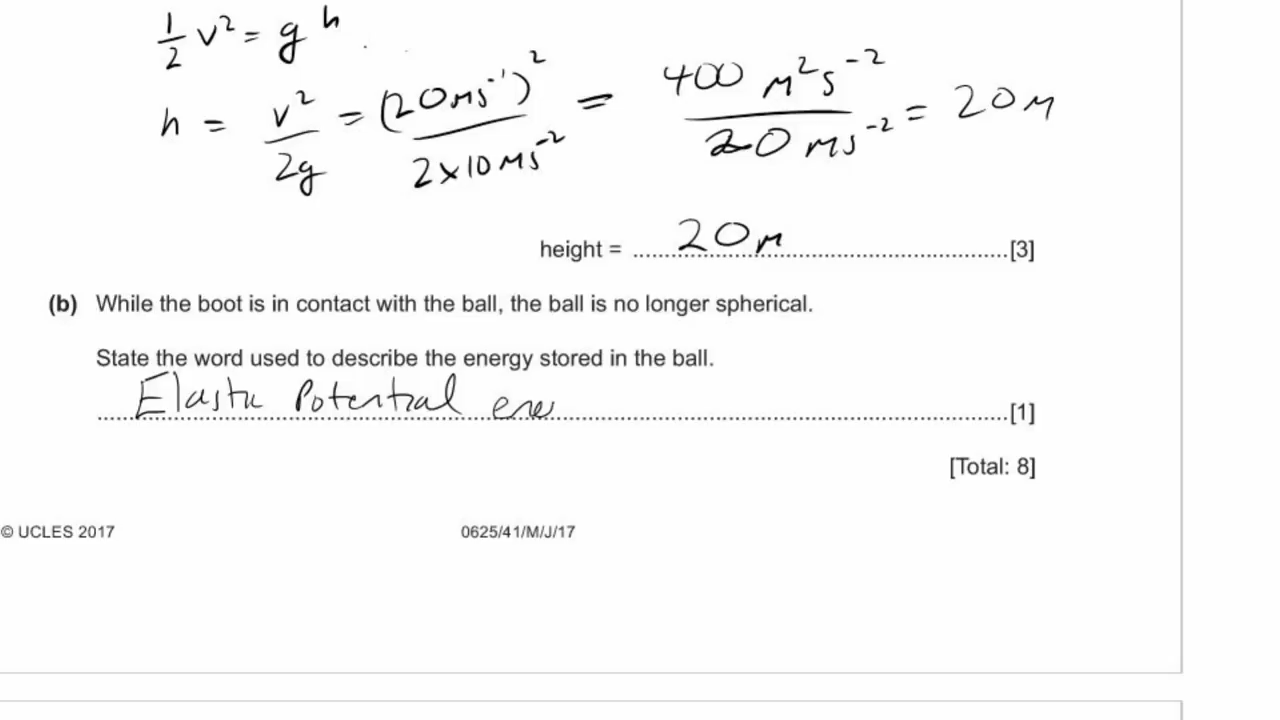 ½ v² = gh
h = v²/2g = (20ms⁻¹)²/2×10ms⁻² = 400 m²s⁻²/20 ms⁻² = 20m
height = 20m [3]
(b) While the boot is in contact with the ball, the ball is no longer spherical.
State the word used to describe the energy stored in the ball.
Elastic Potential ene [1]
[Total: 8]
© UCLES 2017 0625/41/M/J/17